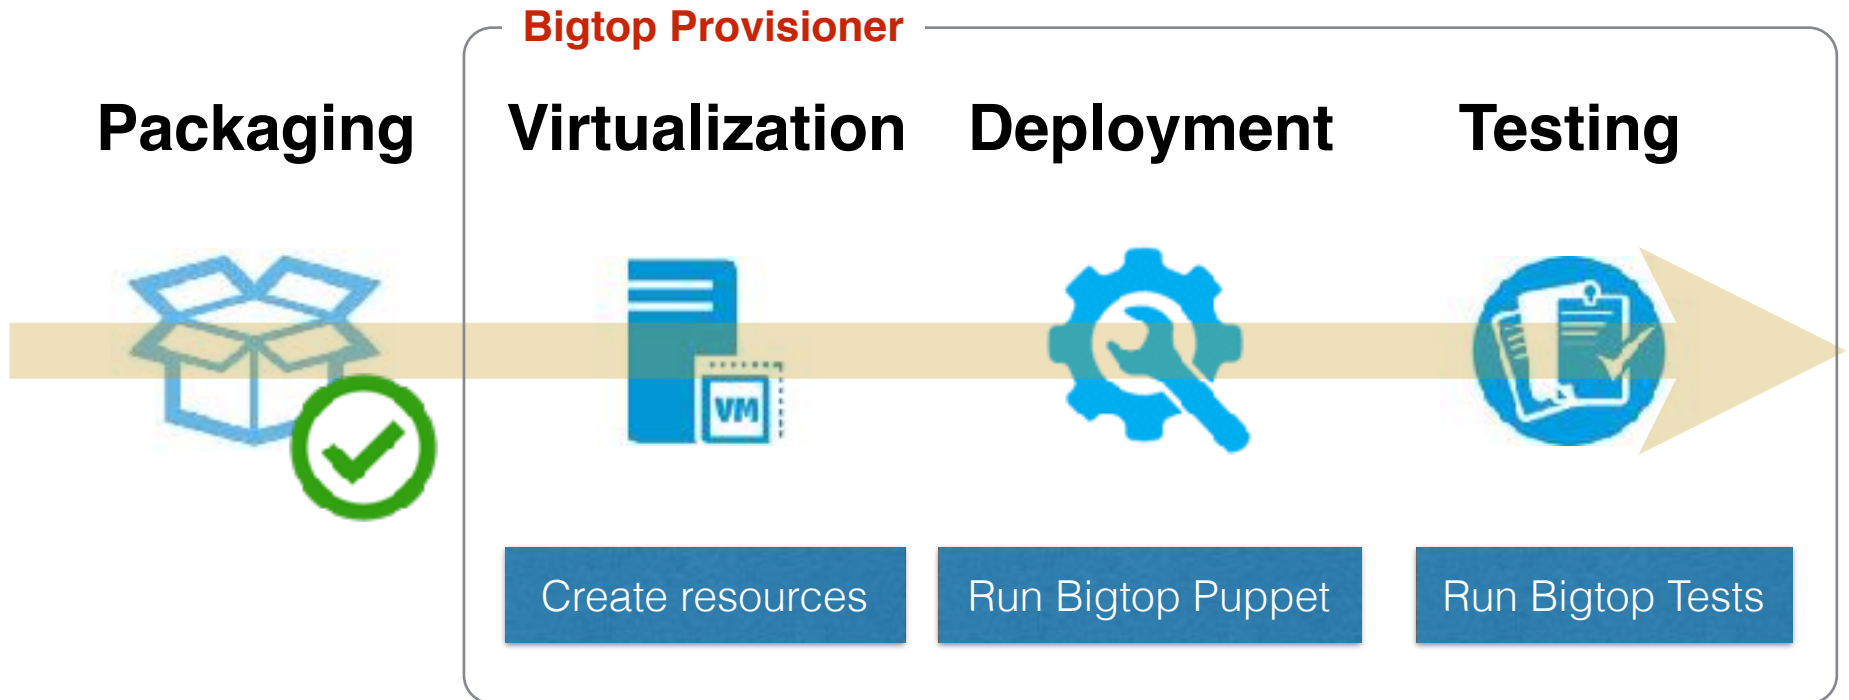 Bigtop Provisioner
Packaging
Virtualization
Deployment
Testing
VM
Create resources
Run Bigtop Puppet
Run Bigtop Tests